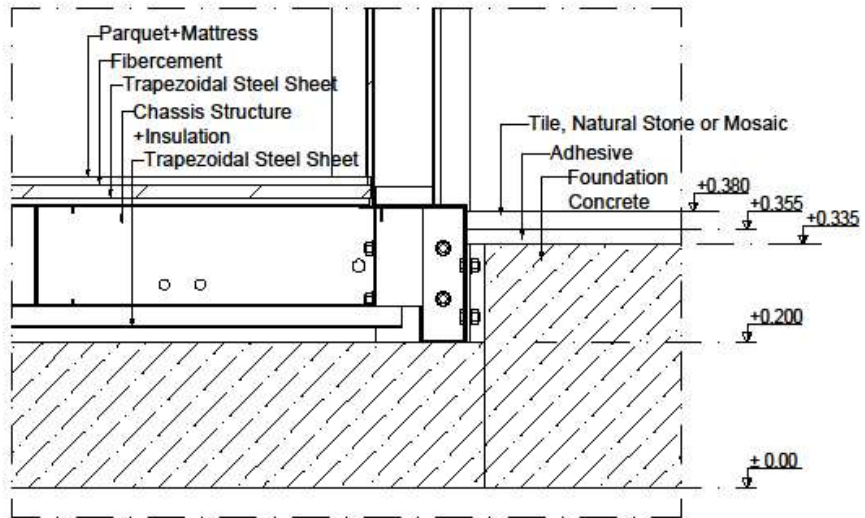 Parquet+Mattress
Fibercement
Trapezoidal Steel Sheet
Chassis Structure
+Insulation
Trapezoidal Steel Sheet
Tile, Natural Stone or Mosaic
Adhesive
Foundation
Concrete
+0.380
+0.355
+0.335
+0.200
± 0.00